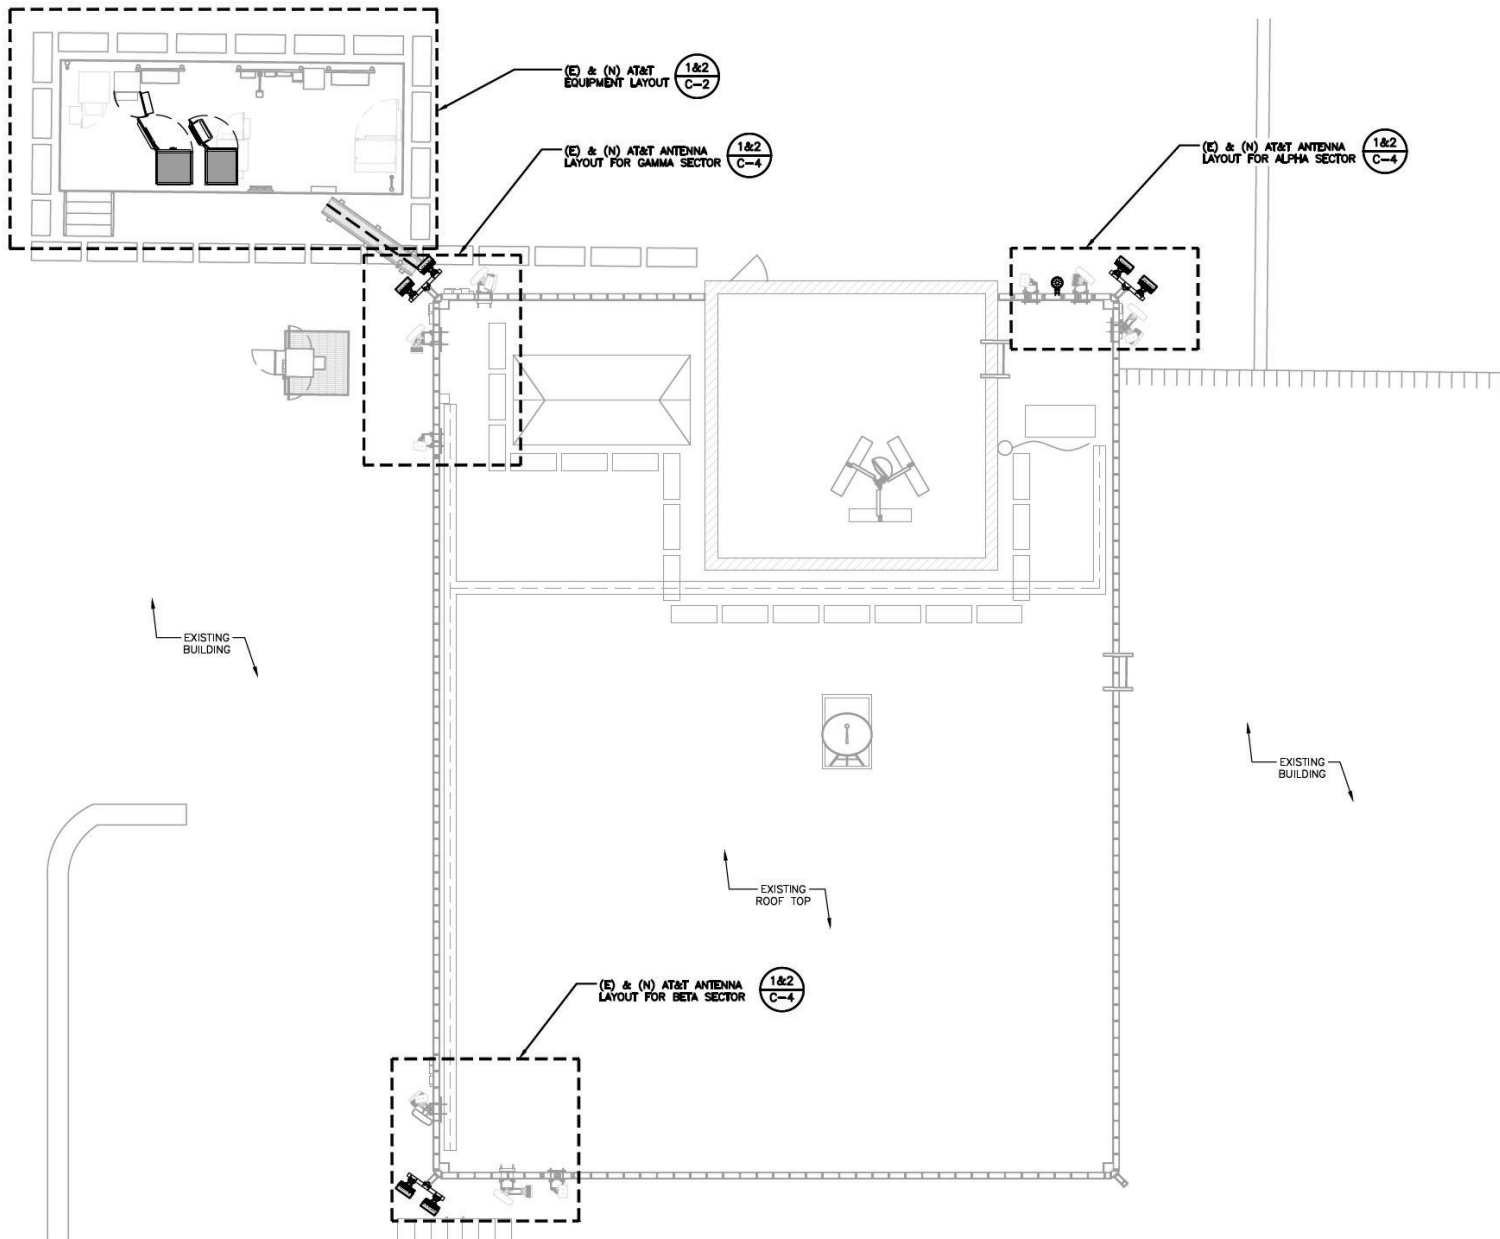 (E) & (N) AT&T
EQUIPMENT LAYOUT
1&2
C-2
(E) & (N) AT&T ANTENNA
LAYOUT FOR GAMMA SECTOR
1&2
C-4
(E) & (N) AT&T ANTENNA
LAYOUT FOR ALPHA SECTOR
1&2
C-4
EXISTING
BUILDING
EXISTING
BUILDING
EXISTING
ROOF TOP
(E) & (N) AT&T ANTENNA
LAYOUT FOR BETA SECTOR
1&2
C-4